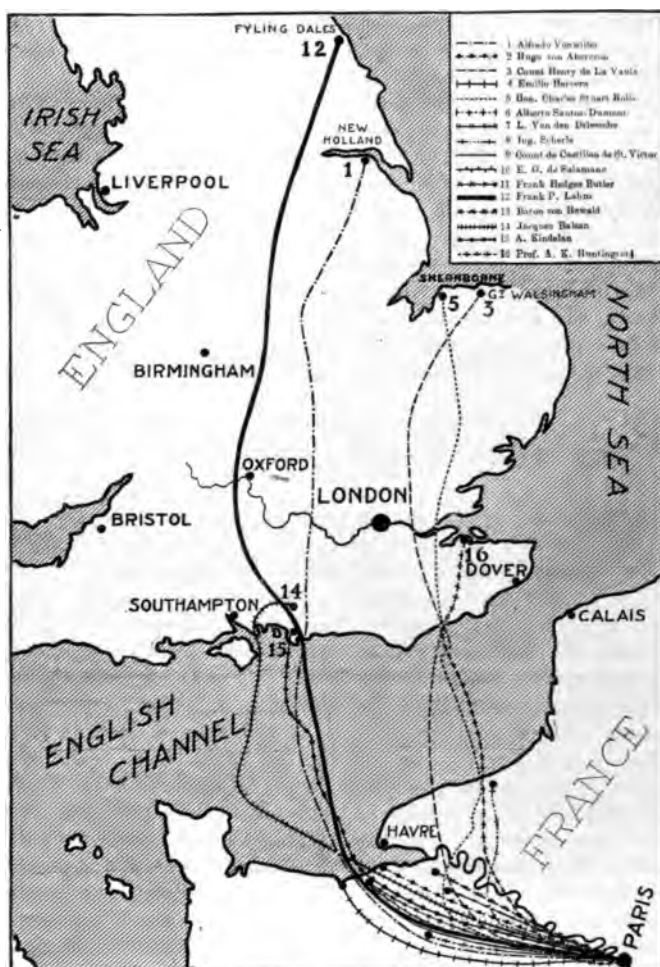 FYLING DALES
12
1 Alfredo Vonwiller
2 Hugo von Abercron
3 Count Henry de La Vaulx
4 Emilio Herrera
5 Hon. Charles Stuart Rolls
6 Alberto Santos-Dumont
7 L. Von den
8 Ing. Scherle
9 Count de Castillon de St. Victor
10 E. G. de Salamanc
11 Frank Hedges Butler
12 Frank P. Lahm
13 Baron von Hewald
14 Jacques Balsan
15 A. Kindelan
16 Prof. A. K. Huntington
IRISH
SEA
NEW
HOLLAND
1
LIVERPOOL
ENGLAND
SHERNBORNE
5
GT WALSINGHAM
3
NORTH SEA
BIRMINGHAM
OXFORD
LONDON
BRISTOL
16
DOVER
SOUTHAMPTON
14
15
CALAIS
ENGLISH
CHANNEL
FRANCE
HAVRE
PARIS